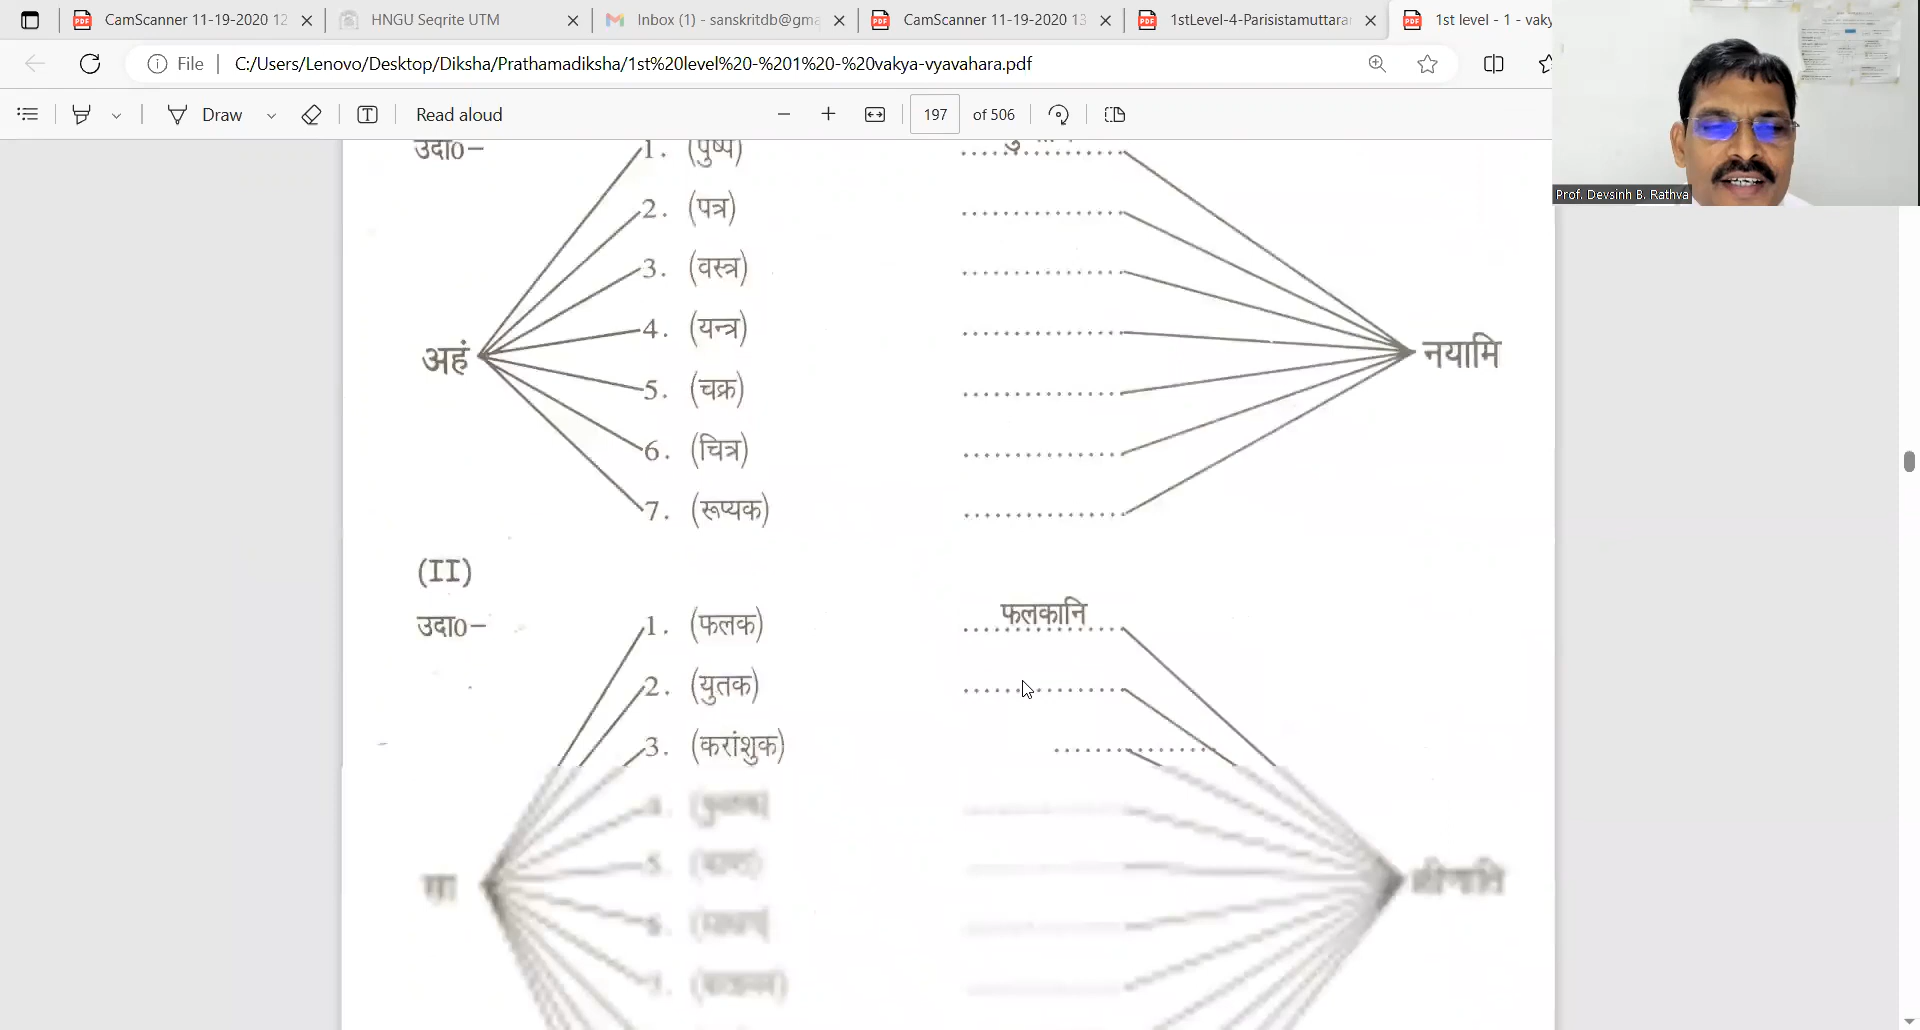 CamScanner 11-19-2020 12
HNGU Seqrite UTM
Inbox (1) - sanskritdb@gma
CamScanner 11-19-2020 13
1stLevel-4-Parisistamuttarar
1st level - 1 - vaky
File
C:/Users/Lenovo/Desktop/Diksha/Prathamadiksha/1st%20level%20-%201%20-%20vakya-vyavahara.pdf
Draw
Read aloud
197 of 506
Prof. Devsinh B. Rathva
उदा०– 1. (पुष्प)
2. (पत्र) ................
3. (वस्त्र) ................
4. (यन्त्र) ................
अहं नयामि
5. (चक्र) ................
6. (चित्र) ................
7. (रूप्यक) ................
(II)
उदा०– 1. (फलक) फलकानि
2. (युतक) ................
3. (करांशुक) ................